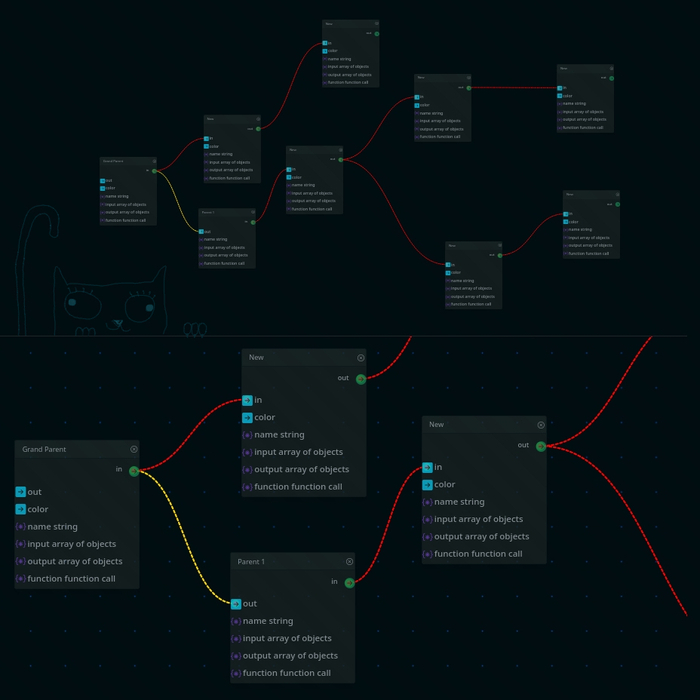 New
out
in
color
name string
input array of objects
output array of objects
function function call
New
out
in
color
name string
input array of objects
output array of objects
function function call
New
out
in
color
name string
input array of objects
output array of objects
function function call
New
out
in
color
name string
input array of objects
output array of objects
function function call
New
out
in
color
name string
input array of objects
output array of objects
function function call
Grand Parent
in
out
color
name string
input array of objects
output array of objects
function function call
New
out
in
color
name string
input array of objects
output array of objects
function function call
Parent 1
in
out
name string
input array of objects
output array of objects
function function call
New
out
in
color
name string
input array of objects
output array of objects
function function call
New
out
in
color
name string
input array of objects
output array of objects
function function call
New
out
in
color
name string
input array of objects
output array of objects
function function call
Grand Parent
in
out
color
name string
input array of objects
output array of objects
function function call
Parent 1
in
out
name string
input array of objects
output array of objects
function function call